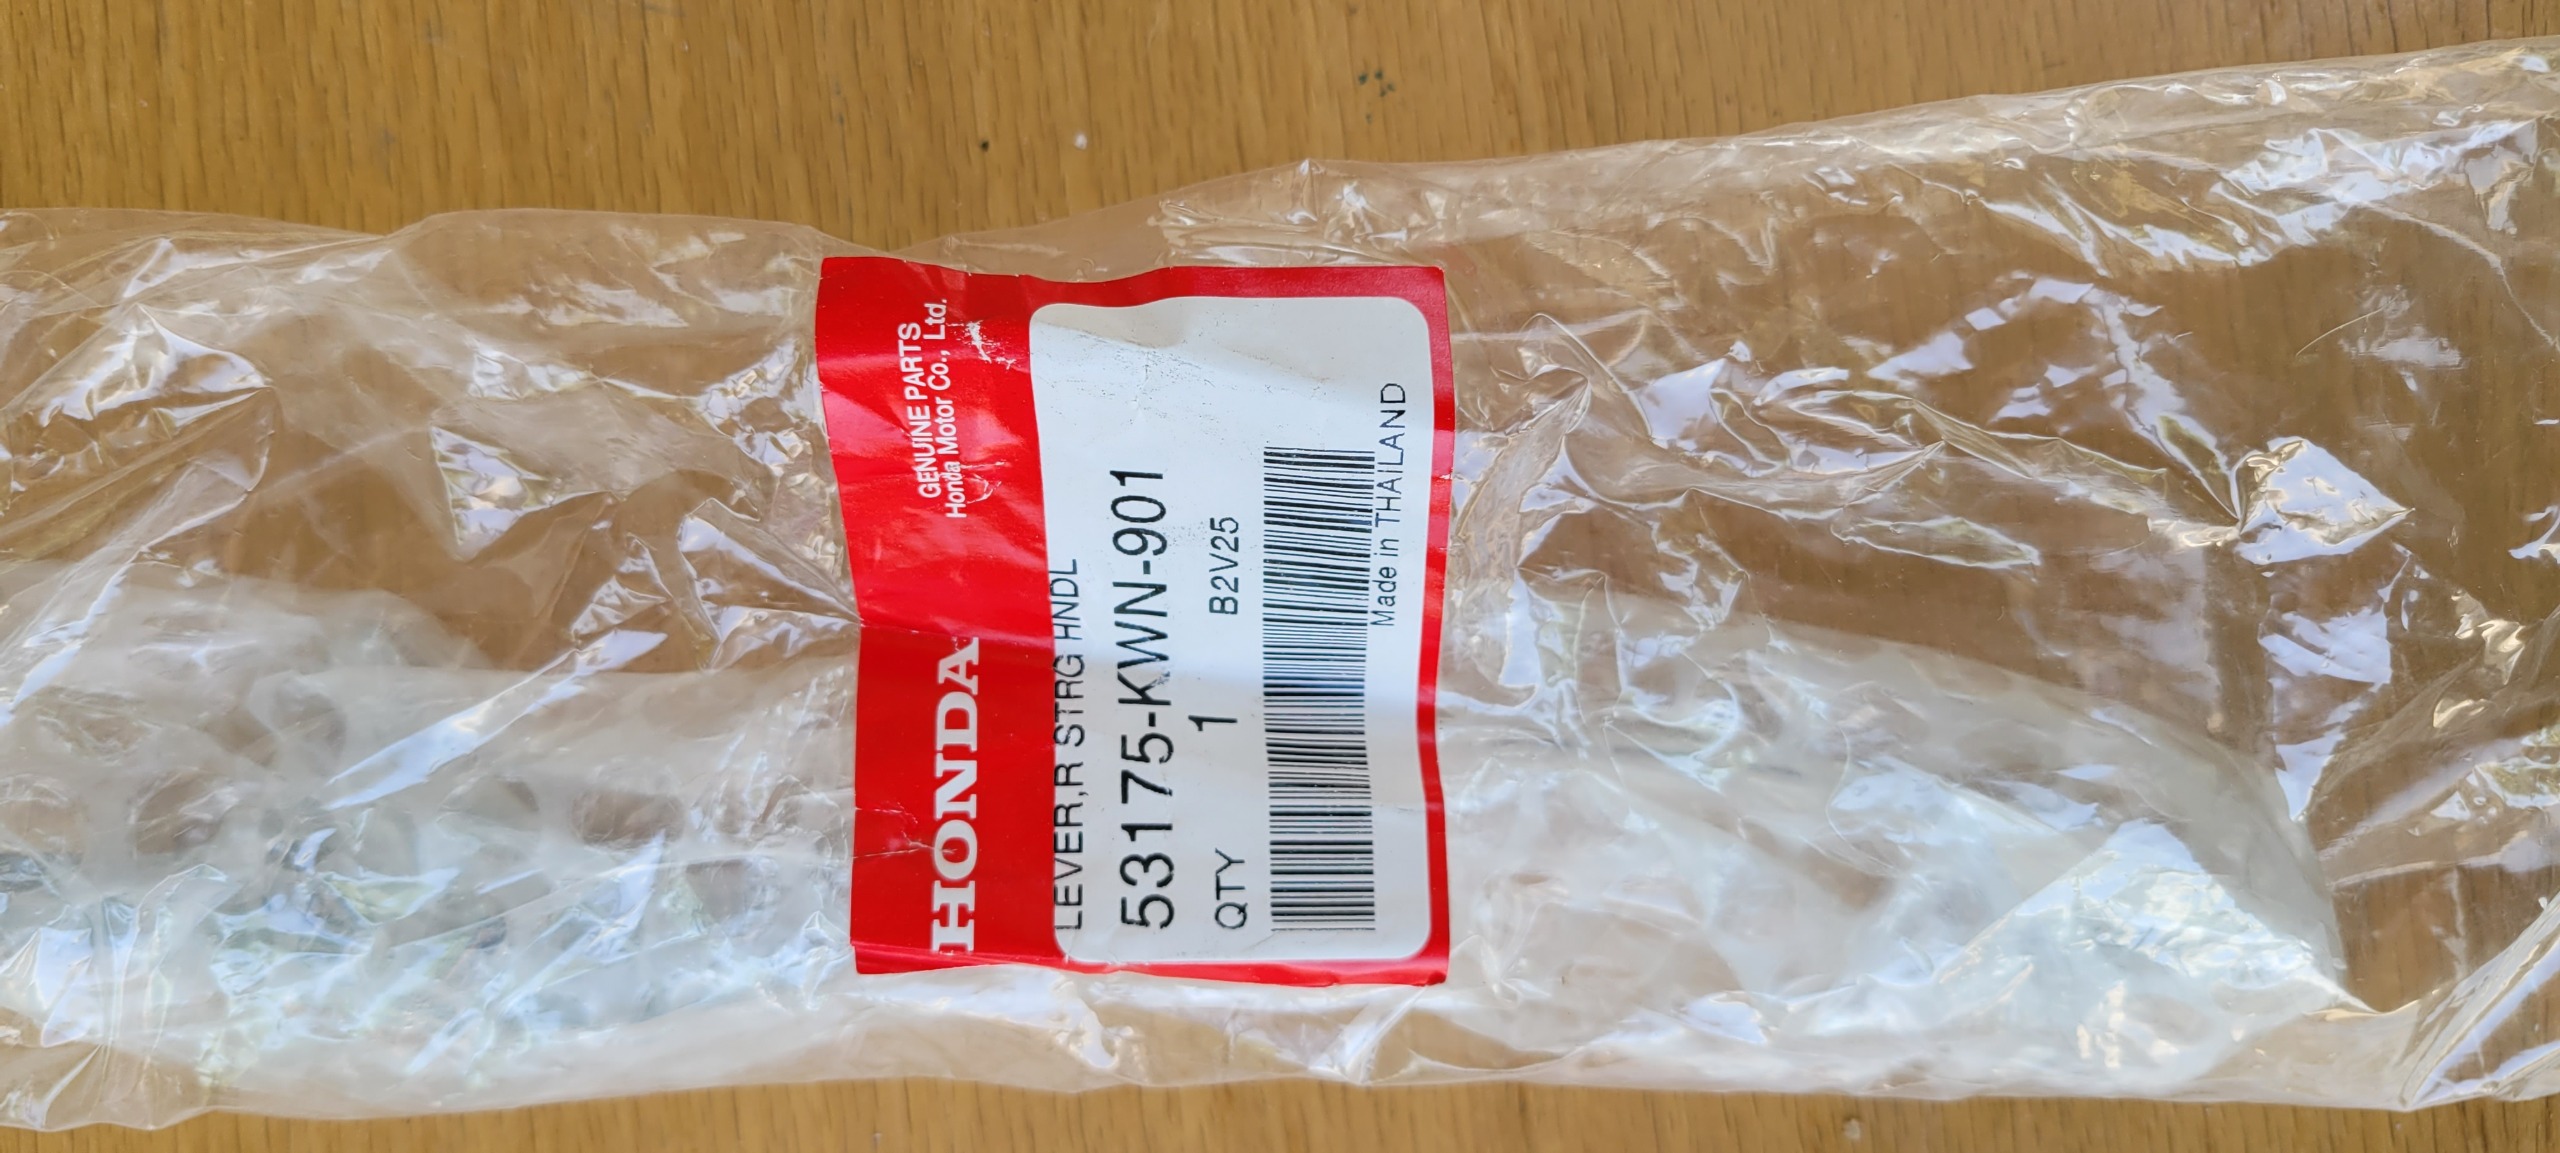 HONDA
GENUINE PARTS
Honda Motor Co., Ltd.
LEVER,R STRG HNDL
53175-KWN-901
QTY 1 B2V25
Made in THAILAND